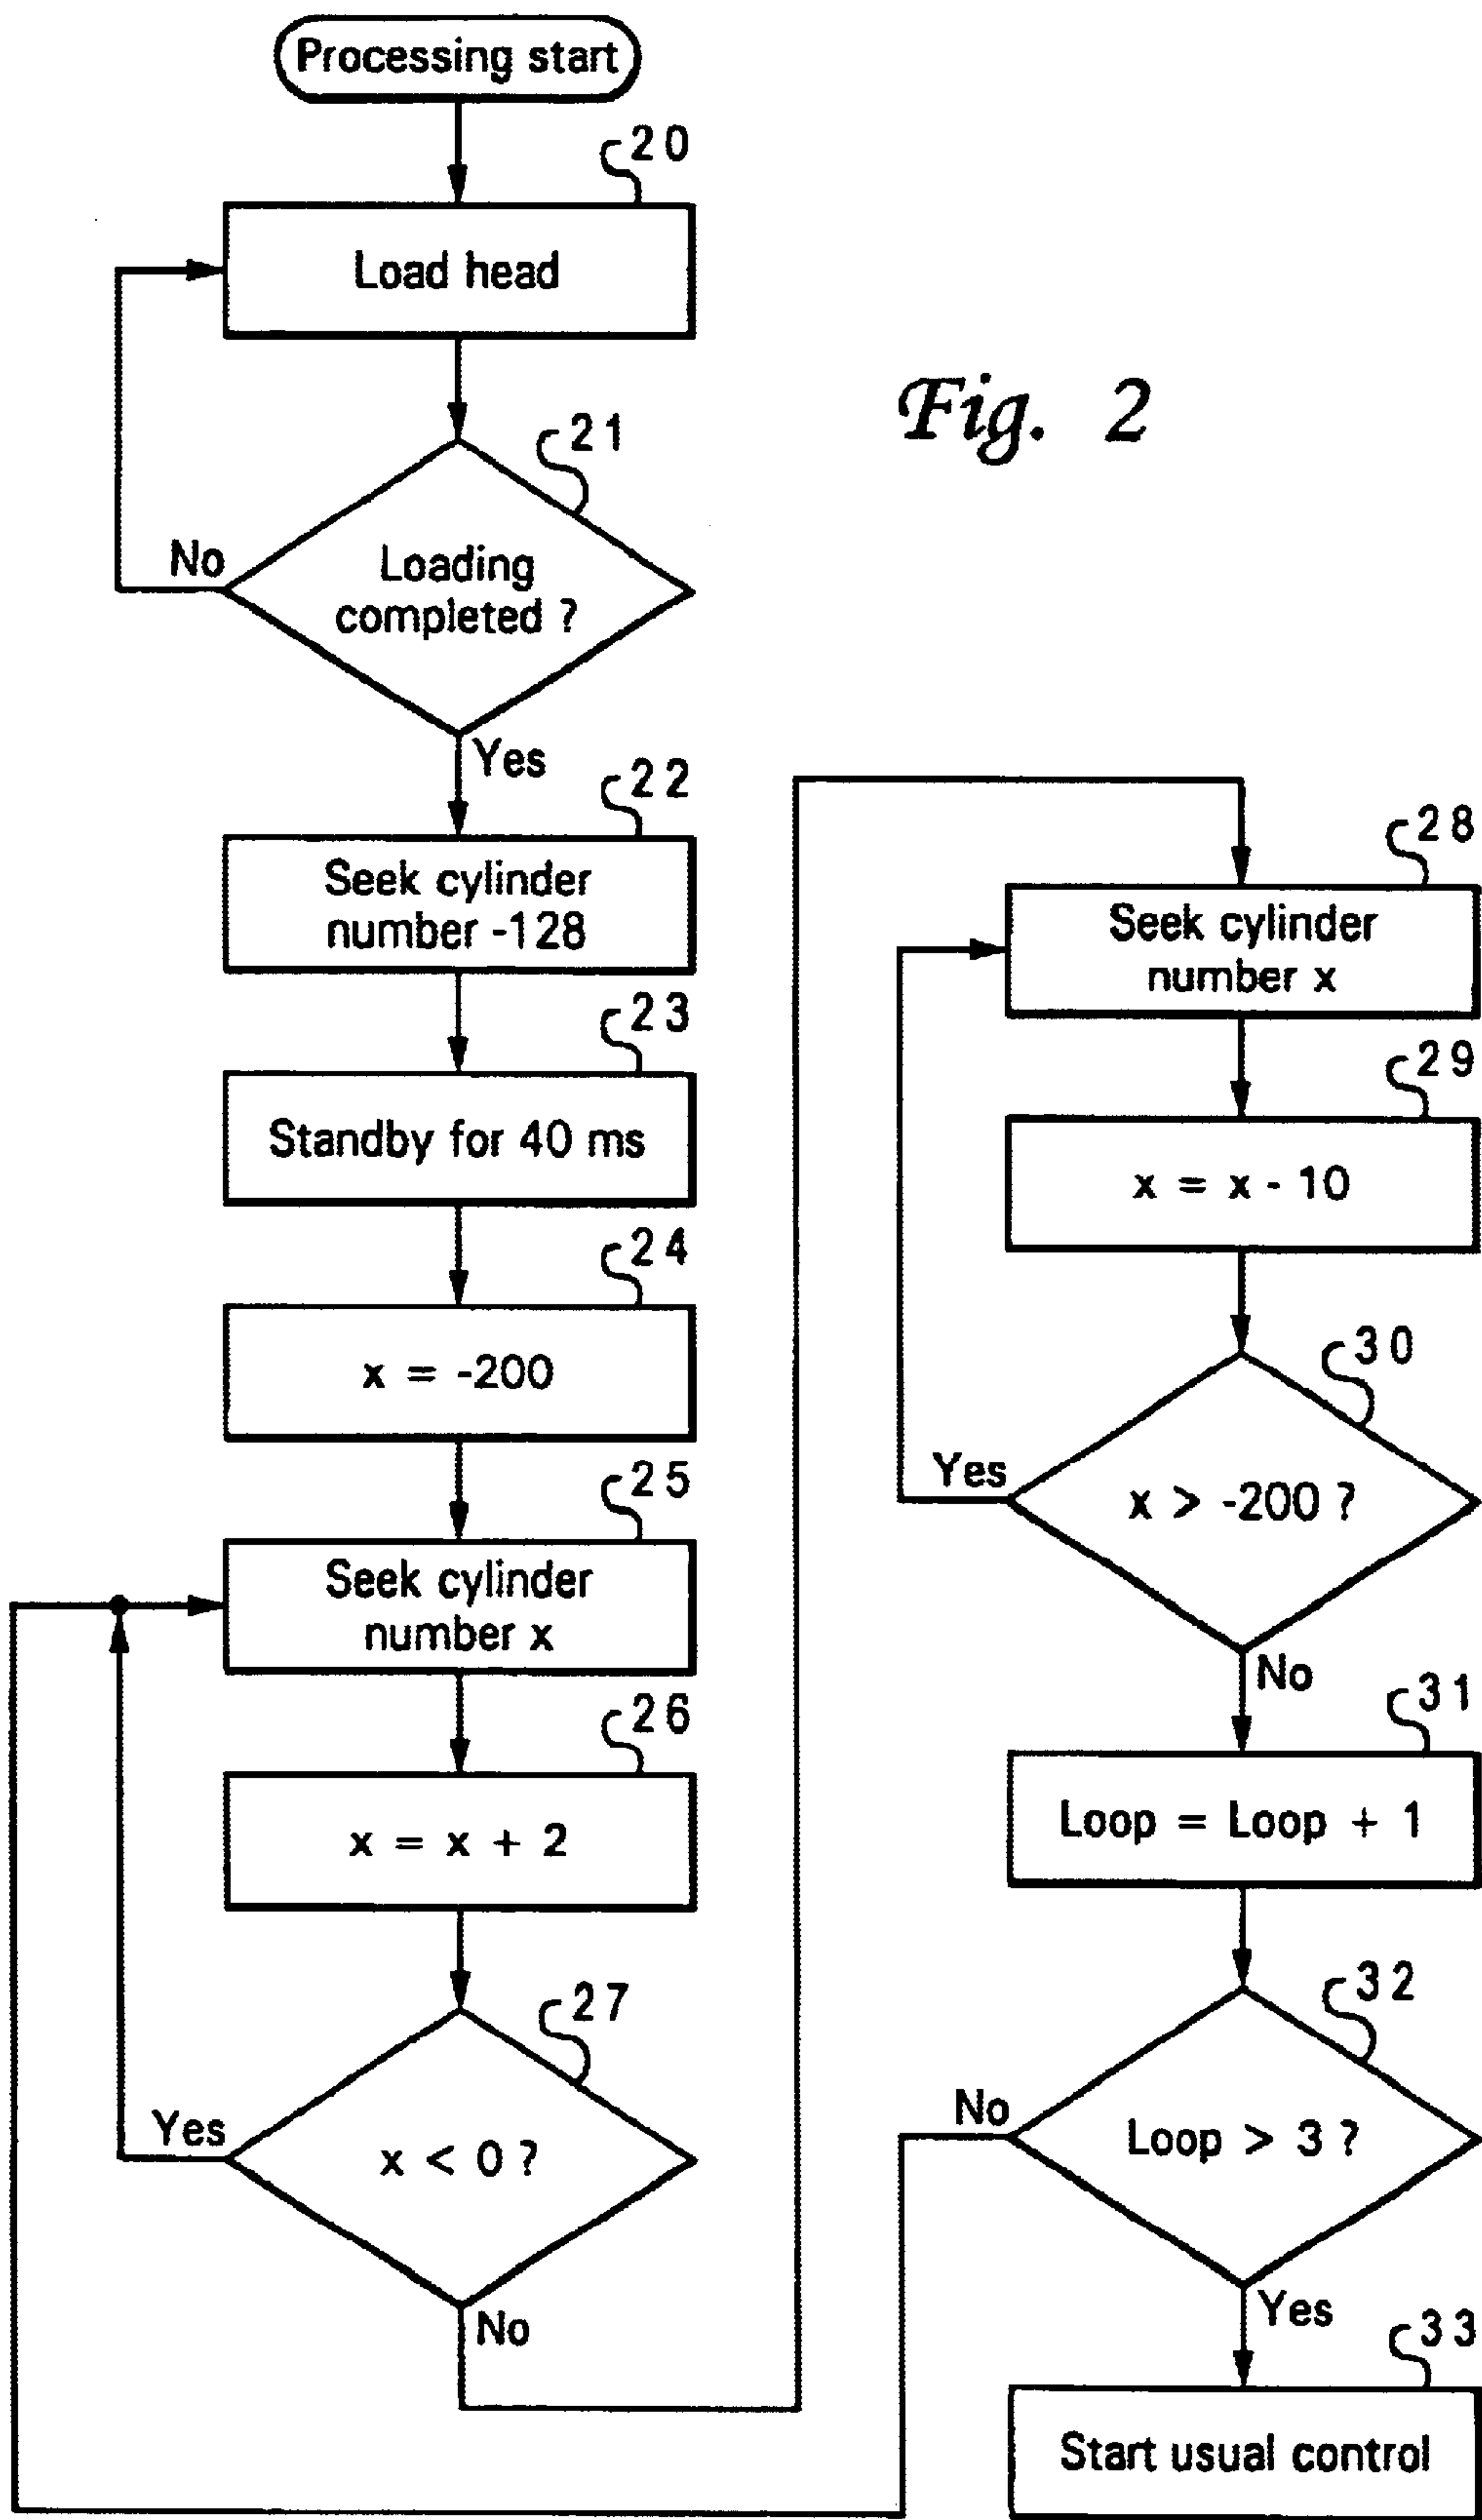 Processing start
20
Load head
Fig. 2
21
Loading
completed ?
No
Yes
22
Seek cylinder
number -128
23
Standby for 40 ms
24
x = -200
25
Seek cylinder
number x
26
x = x + 2
27
x < 0 ?
Yes
No
28
Seek cylinder
number x
29
x = x - 10
30
x > -200 ?
Yes
No
31
Loop = Loop + 1
32
Loop > 3 ?
No
Yes
33
Start usual control